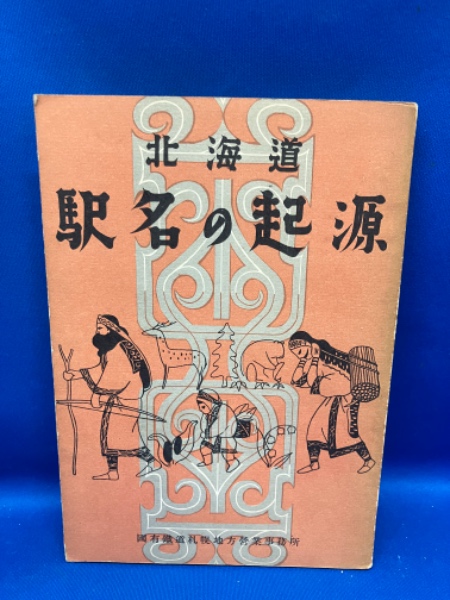 北海道
駅名の起源
國有鐵道札幌地方營業事務所